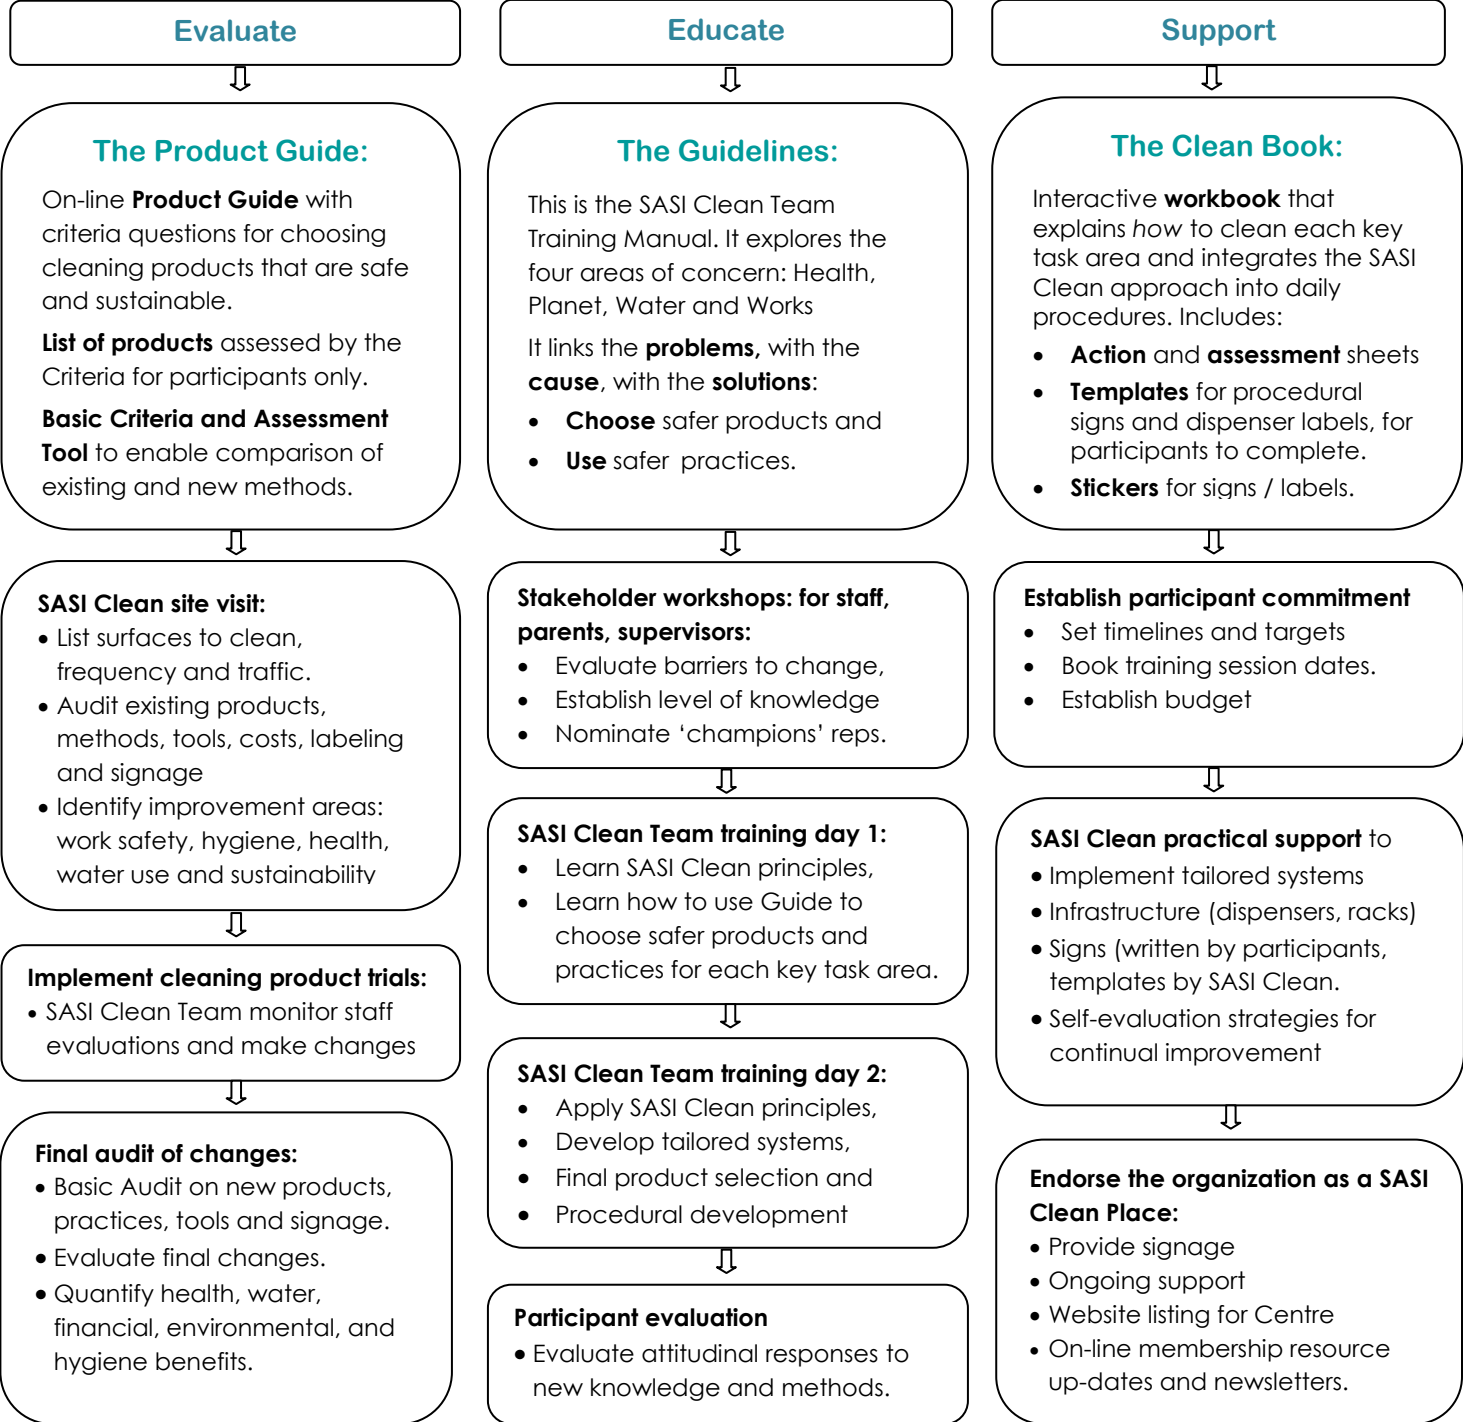 Evaluate
The Product Guide:
On-line Product Guide with
criteria questions for choosing
cleaning products that are safe
and sustainable.
List of products assessed by the
Criteria for participants only.
Basic Criteria and Assessment
Tool to enable comparison of
existing and new methods.
SASI Clean site visit:
• List surfaces to clean,
frequency and traffic.
• Audit existing products,
methods, tools, costs, labeling
and signage
• Identify improvement areas:
work safety, hygiene, health,
water use and sustainability
Implement cleaning product trials:
• SASI Clean Team monitor staff
evaluations and make changes
Final audit of changes:
• Basic Audit on new products,
practices, tools and signage.
• Evaluate final changes.
• Quantify health, water,
financial, environmental, and
hygiene benefits.
Educate
The Guidelines:
This is the SASI Clean Team
Training Manual. It explores the
four areas of concern: Health,
Planet, Water and Works
It links the problems, with the
cause, with the solutions:
• Choose safer products and
• Use safer practices.
Stakeholder workshops: for staff,
parents, supervisors:
• Evaluate barriers to change,
• Establish level of knowledge
• Nominate ‘champions’ reps.
SASI Clean Team training day 1:
• Learn SASI Clean principles,
• Learn how to use Guide to
choose safer products and
practices for each key task area.
SASI Clean Team training day 2:
• Apply SASI Clean principles,
• Develop tailored systems,
• Final product selection and
• Procedural development
Participant evaluation
• Evaluate attitudinal responses to
new knowledge and methods.
Support
The Clean Book:
Interactive workbook that
explains how to clean each key
task area and integrates the SASI
Clean approach into daily
procedures. Includes:
• Action and assessment sheets
• Templates for procedural
signs and dispenser labels, for
participants to complete.
• Stickers for signs / labels.
Establish participant commitment
• Set timelines and targets
• Book training session dates.
• Establish budget
SASI Clean practical support to
• Implement tailored systems
• Infrastructure (dispensers, racks)
• Signs (written by participants,
templates by SASI Clean.
• Self-evaluation strategies for
continual improvement
Endorse the organization as a SASI
Clean Place:
• Provide signage
• Ongoing support
• Website listing for Centre
• On-line membership resource
up-dates and newsletters.